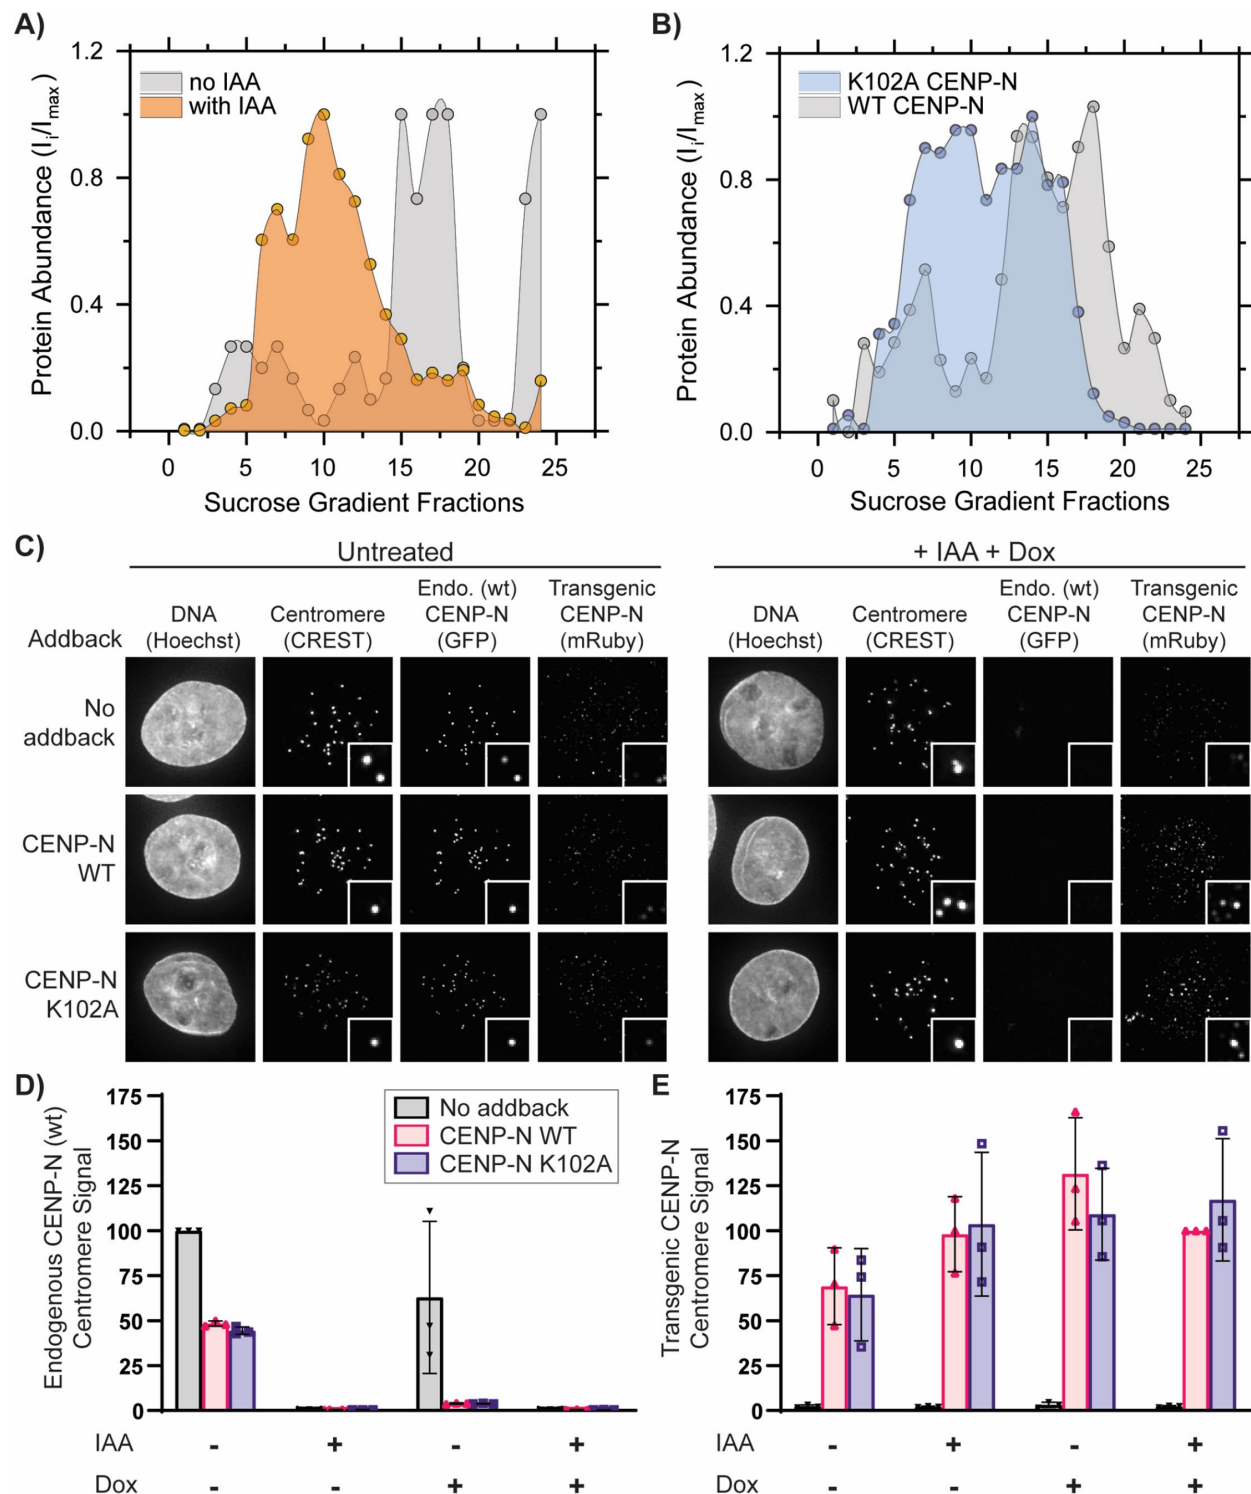 A)
1.2
0.8
0.4
0.0
Protein Abundance (Ii/Imax)
no IAA
with IAA
0 5 10 15 20 25
Sucrose Gradient Fractions
B)
1.2
0.8
0.4
0.0
Protein Abundance (Ii/Imax)
K102A CENP-N
WT CENP-N
0 5 10 15 20 25
Sucrose Gradient Fractions
C)
Untreated
+ IAA + Dox
Addback
DNA
(Hoechst)
Centromere
(CREST)
Endo. (wt)
CENP-N
(GFP)
Transgenic
CENP-N
(mRuby)
DNA
(Hoechst)
Centromere
(CREST)
Endo. (wt)
CENP-N
(GFP)
Transgenic
CENP-N
(mRuby)
No
addback
CENP-N
WT
CENP-N
K102A
D)
175
150
125
100
75
50
25
0
Endogenous CENP-N (wt)
Centromere Signal
No addback
CENP-N WT
CENP-N K102A
IAA - + - +
Dox - - + +
E
175
150
125
100
75
50
25
0
Transgenic CENP-N
Centromere Signal
IAA - + - +
Dox - - + +